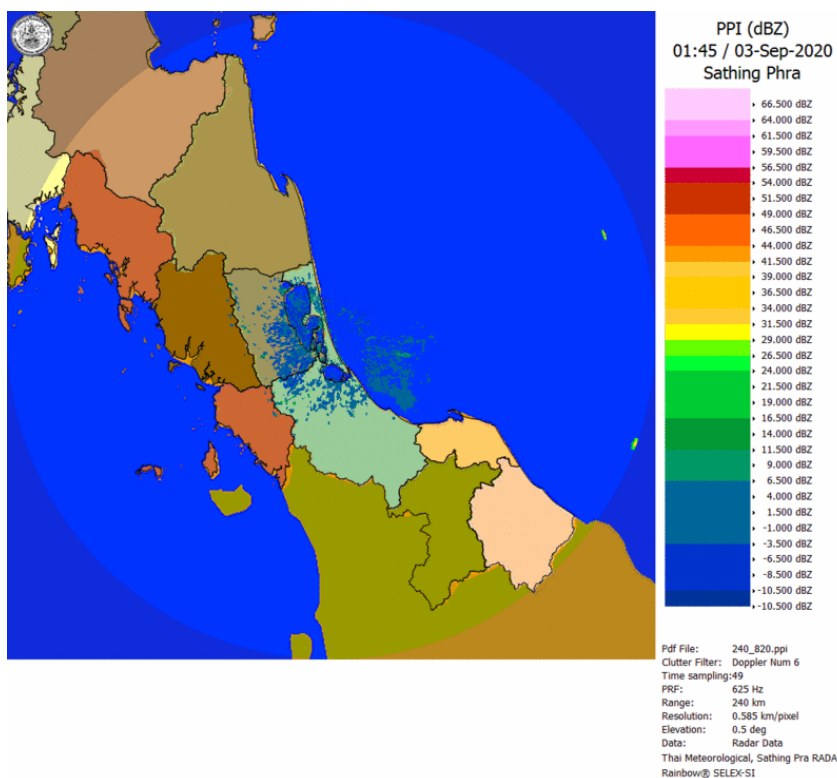 PPI (dBZ)
01:45 / 03-Sep-2020
Sathing Phra
66.500 dBZ
64.000 dBZ
61.500 dBZ
59.500 dBZ
56.500 dBZ
54.000 dBZ
51.500 dBZ
49.000 dBZ
46.500 dBZ
44.000 dBZ
41.500 dBZ
39.000 dBZ
36.500 dBZ
34.000 dBZ
31.500 dBZ
29.000 dBZ
26.500 dBZ
24.000 dBZ
21.500 dBZ
19.000 dBZ
16.500 dBZ
14.000 dBZ
11.500 dBZ
9.000 dBZ
6.500 dBZ
4.000 dBZ
1.500 dBZ
-1.000 dBZ
-3.500 dBZ
-6.500 dBZ
-8.500 dBZ
-10.500 dBZ
-10.500 dBZ
Pdf File: 240_820.ppi
Clutter Filter: Doppler Num 6
Time sampling:49
PRF: 625 Hz
Range: 240 km
Resolution: 0.585 km/pixel
Elevation: 0.5 deg
Data: Radar Data
Thai Meteorological, Sathing Pra RADA
Rainbow® SELEX-SI